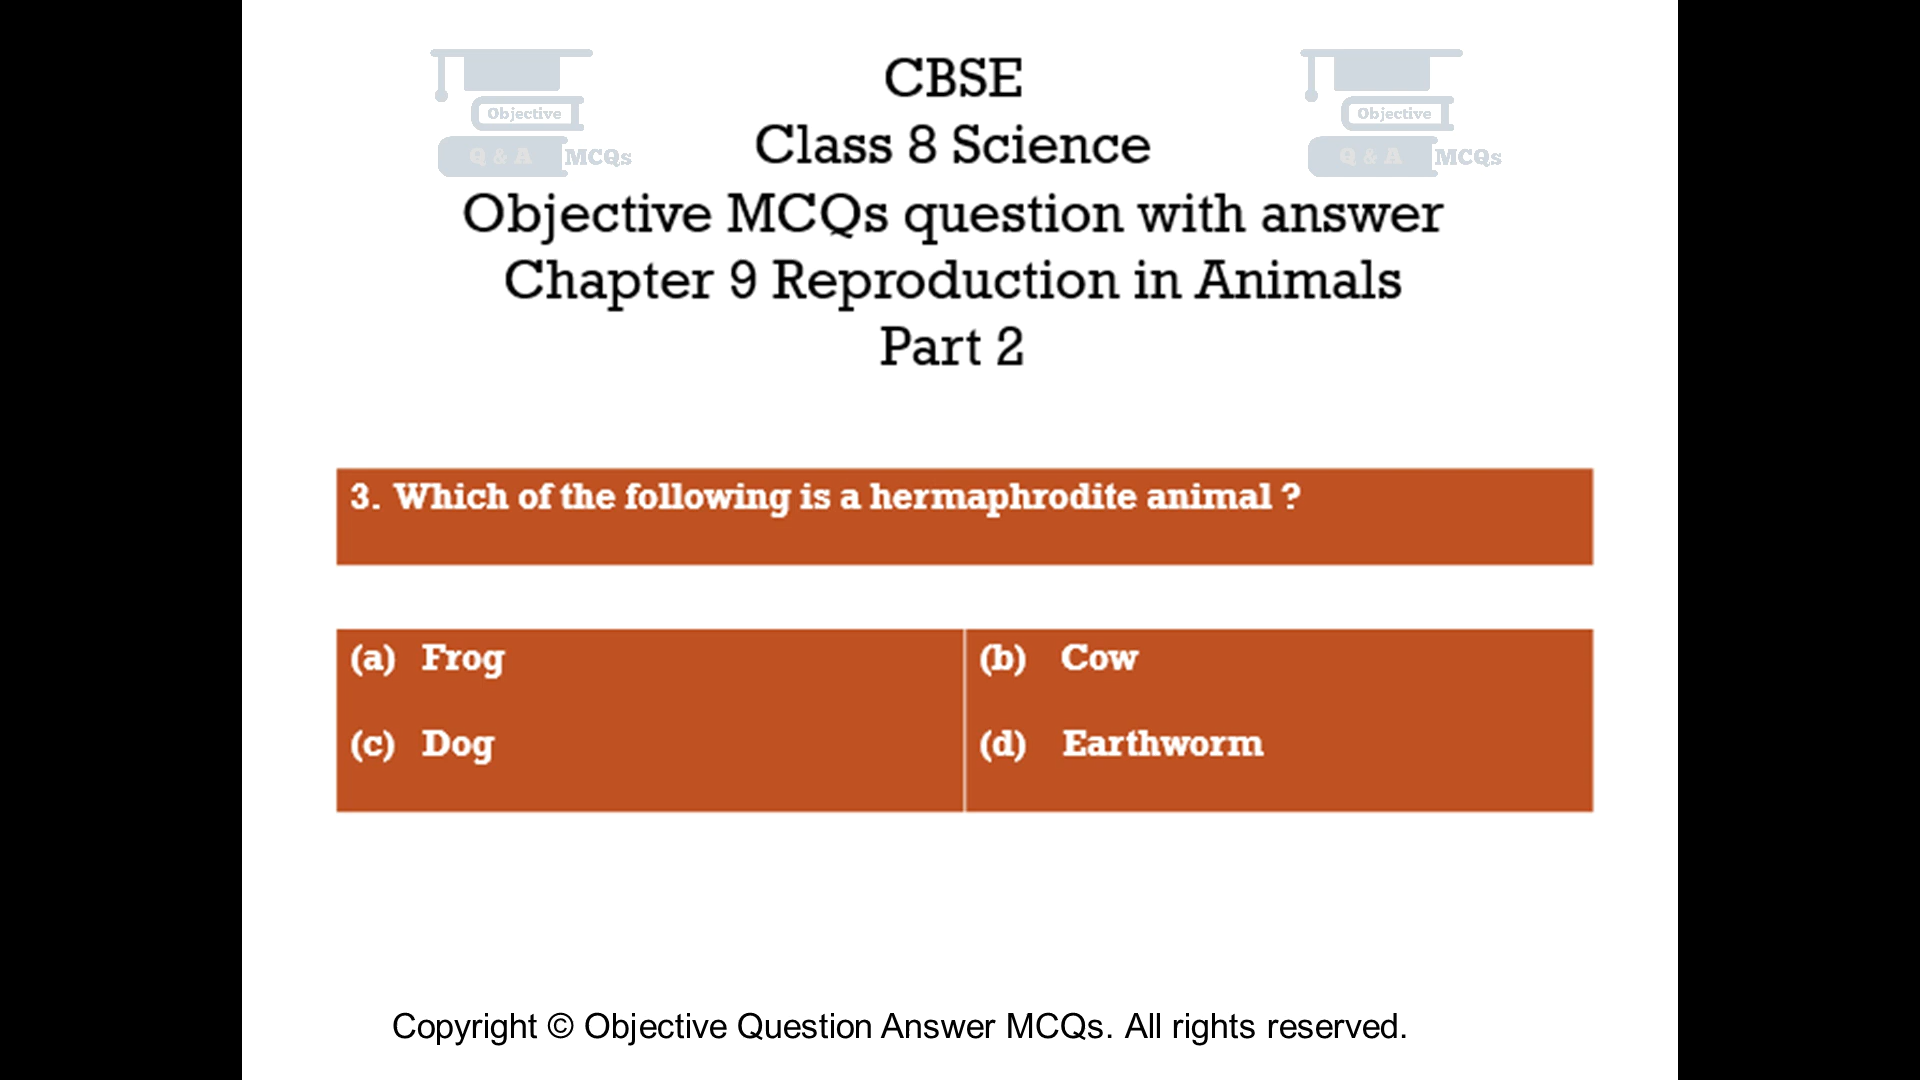 CBSE
Class 8 Science
Objective MCQs question with answer
Chapter 9 Reproduction in Animals
Part 2
Objective
Q & A MCQs
Objective
Q & A MCQs
3. Which of the following is a hermaphrodite animal ?
(a) Frog
(b) Cow
(c) Dog
(d) Earthworm
Copyright © Objective Question Answer MCQs. All rights reserved.